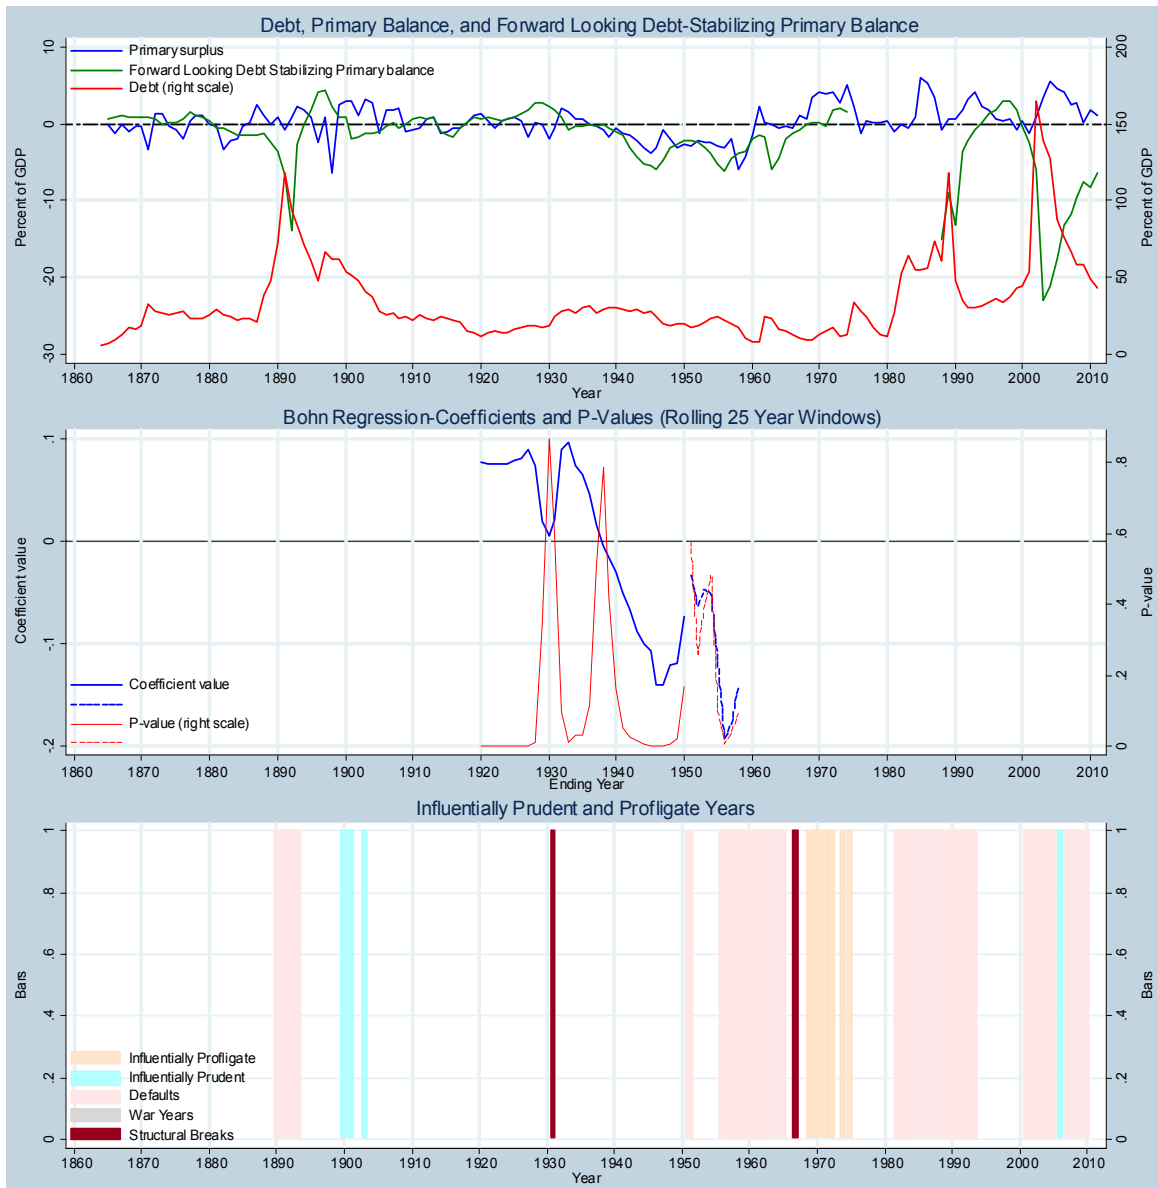 Debt, Primary Balance, and Forward Looking Debt-Stabilizing Primary Balance
Primary surplus
Forward Looking Debt Stabilizing Primary balance
Debt (right scale)
Percent of GDP
10
0
-10
-20
-30
200
150
100
50
0
Percent of GDP
1860 1870 1880 1890 1900 1910 1920 1930 1940 1950 1960 1970 1980 1990 2000 2010
Year
Bohn Regression-Coefficients and P-Values (Rolling 25 Year Windows)
Coefficient value
.1
0
-.1
-.2
.8
.6
.4
.2
0
P-value
Coefficient value
P-value (right scale)
1860 1870 1880 1890 1900 1910 1920 1930 1940 1950 1960 1970 1980 1990 2000 2010
Ending Year
Influentially Prudent and Profligate Years
Bars
1
.8
.6
.4
.2
0
1
.8
.6
.4
.2
0
Bars
Influentially Profligate
Influentially Prudent
Defaults
War Years
Structural Breaks
1860 1870 1880 1890 1900 1910 1920 1930 1940 1950 1960 1970 1980 1990 2000 2010
Year